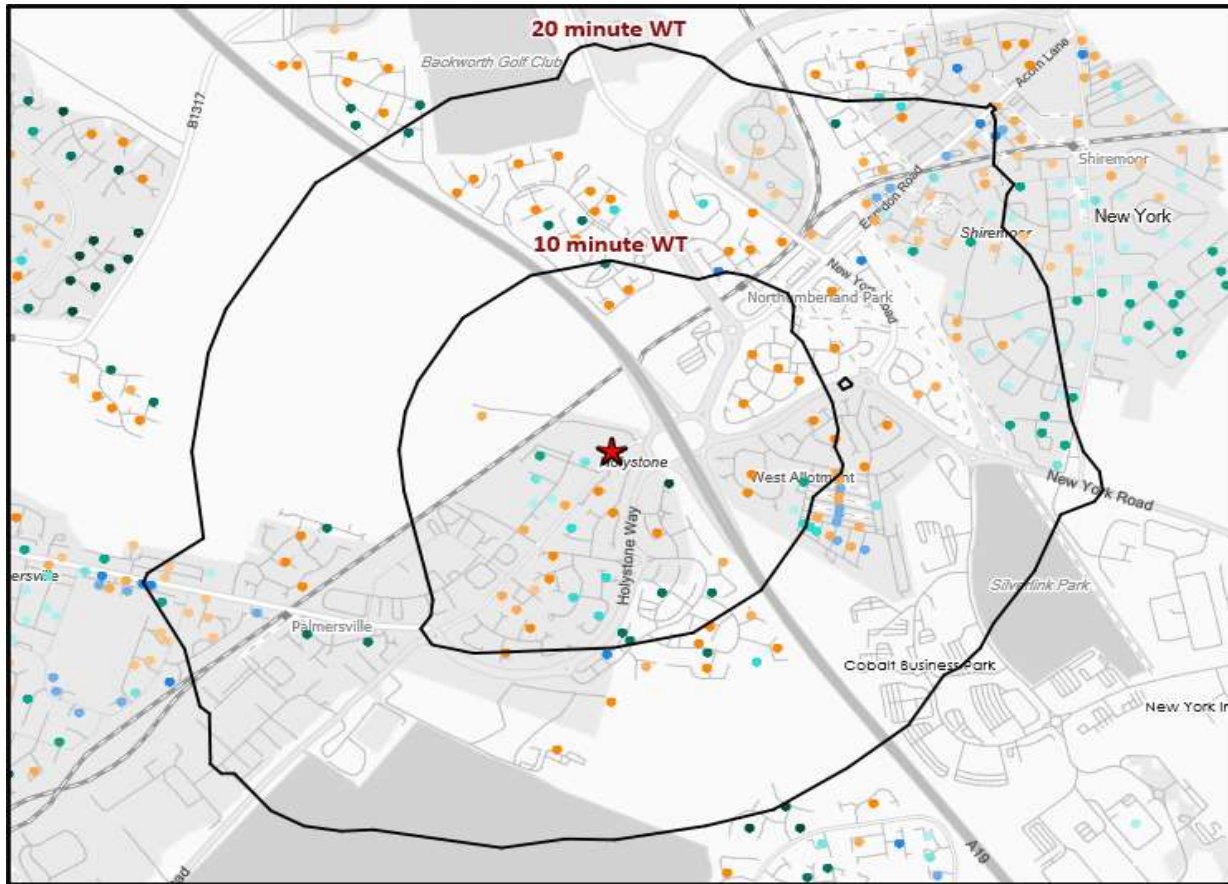 20 minute WT
Backworth Golf Club
Acorn Lane
B1317
Shiremoor
Earsdon Road
New York
Shiremoor
10 minute WT
New York Road
Northumberland Park
Holystone
West Allotment
New York Road
Holystone Way
ersville
Silverlink Park
Palmersville
Cobalt Business Park
New York In
A19
oad